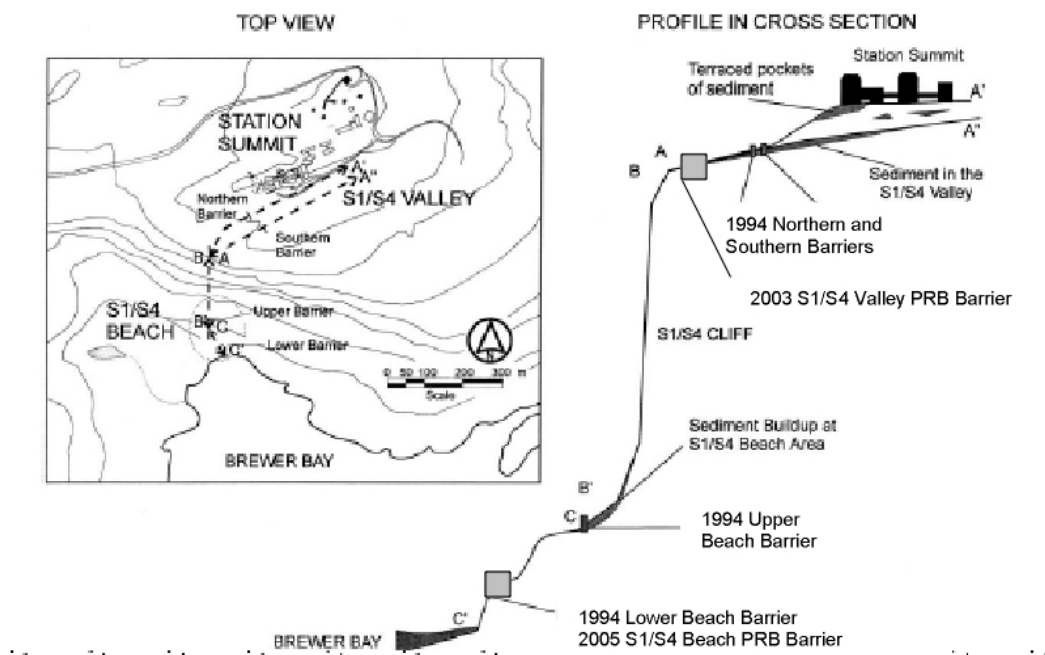 TOP VIEW
STATION
SUMMIT
A'
A"
Northern
Barrier
S1/S4 VALLEY
Southern
Barrier
B
A
S1/S4
BEACH
B'
C
Upper Barrier
Lower Barrier
C'
N
0 50 100 200 300 m
Scale
BREWER BAY
PROFILE IN CROSS SECTION
Station Summit
Terraced pockets
of sediment
A'
A"
A
B
Sediment in the
S1/S4 Valley
1994 Northern and
Southern Barriers
2003 S1/S4 Valley PRB Barrier
S1/S4 CLIFF
Sediment Buildup at
S1/S4 Beach Area
B'
C
1994 Upper
Beach Barrier
C'
1994 Lower Beach Barrier
2005 S1/S4 Beach PRB Barrier
BREWER BAY